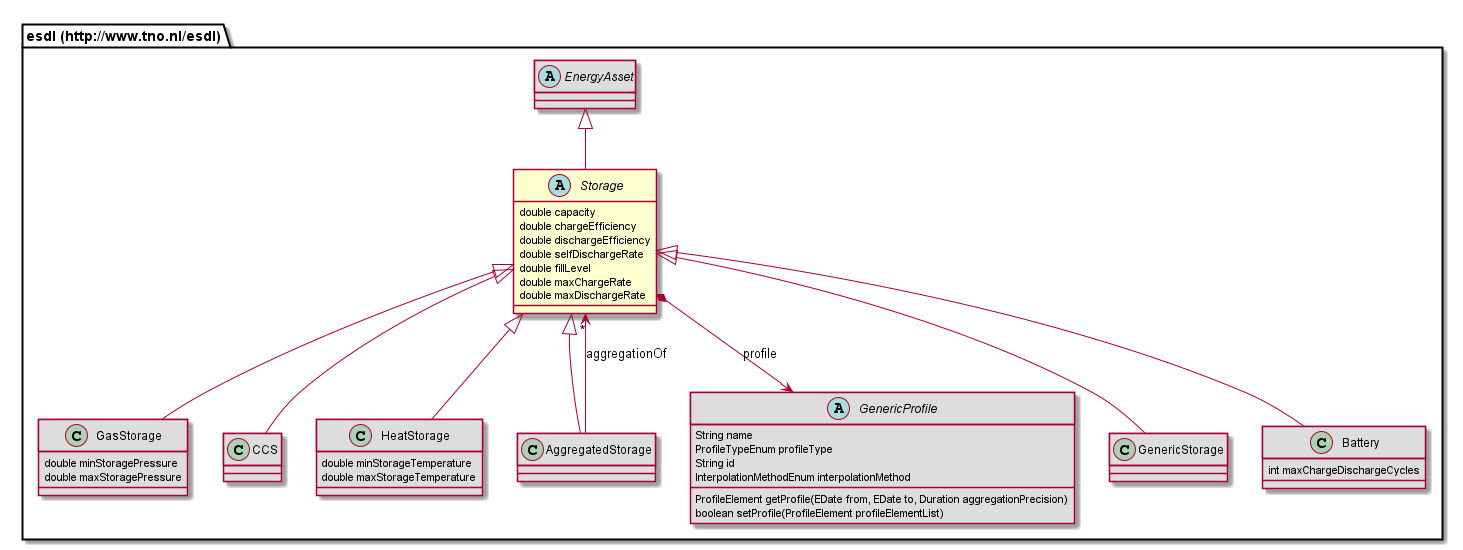 esdl (http://www.tno.nl/esdl)
A EnergyAsset
A Storage
double capacity
double chargeEfficiency
double dischargeEfficiency
double selfDischargeRate
double fillLevel
double maxChargeRate
double maxDischargeRate
*
aggregationOf
profile
C GasStorage
double minStoragePressure
double maxStoragePressure
C CCS
C HeatStorage
double minStorageTemperature
double maxStorageTemperature
C AggregatedStorage
A GenericProfile
String name
ProfileTypeEnum profileType
String id
InterpolationMethodEnum interpolationMethod
ProfileElement getProfile(EDate from, EDate to, Duration aggregationPrecision)
boolean setProfile(ProfileElement profileElementList)
C GenericStorage
C Battery
int maxChargeDischargeCycles